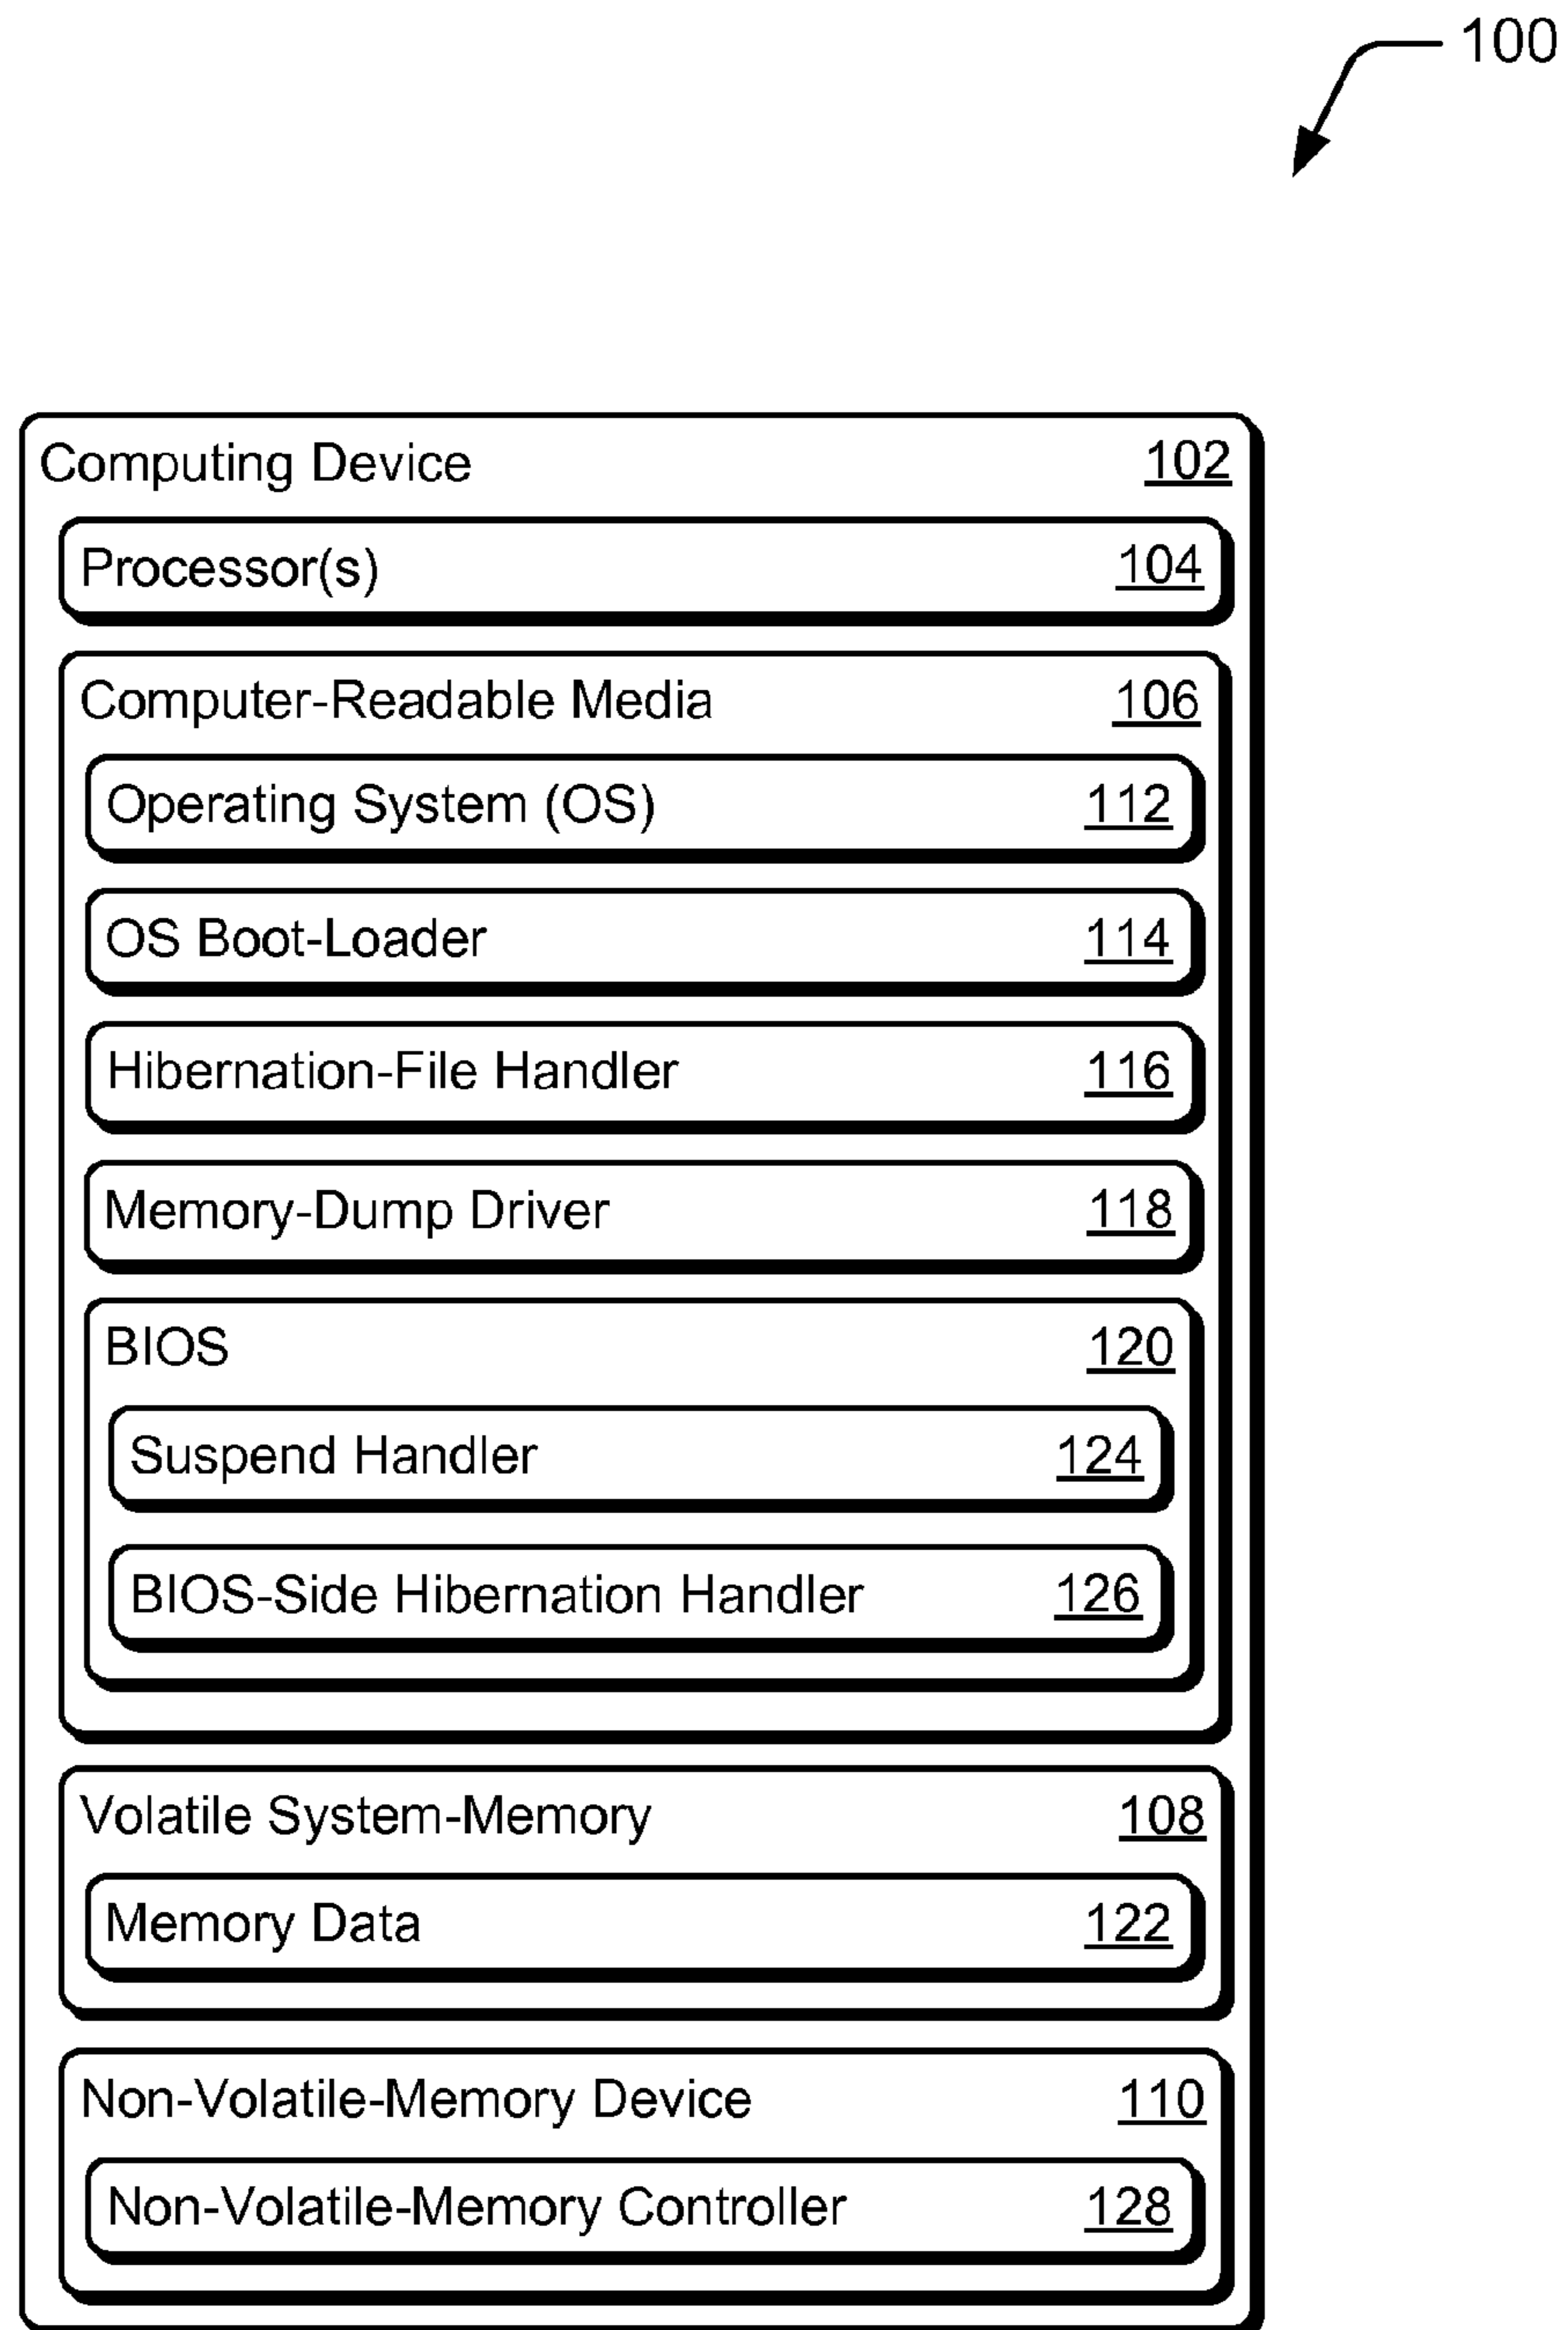 100
Computing Device 102
Processor(s) 104
Computer-Readable Media 106
Operating System (OS) 112
OS Boot-Loader 114
Hibernation-File Handler 116
Memory-Dump Driver 118
BIOS 120
Suspend Handler 124
BIOS-Side Hibernation Handler 126
Volatile System-Memory 108
Memory Data 122
Non-Volatile-Memory Device 110
Non-Volatile-Memory Controller 128